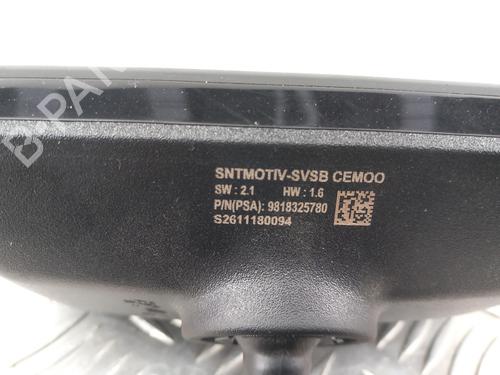 SNTMOTIV-SVSB CEMOO
SW : 2.1 HW : 1.6
P/N(PSA): 9818325780
S2611180094